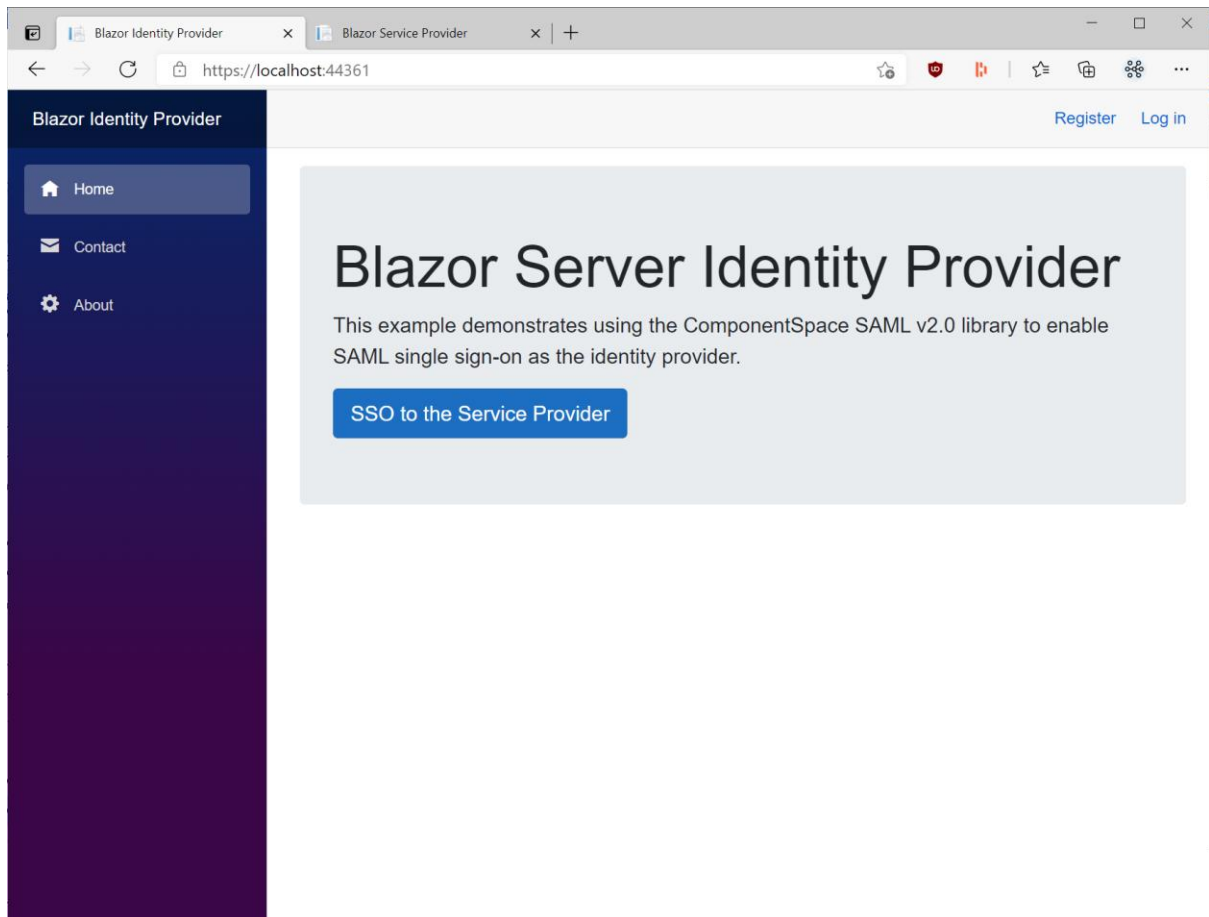 Blazor Identity Provider
Blazor Service Provider
https://localhost:44361
Blazor Identity Provider
Register
Log in
Home
Contact
About
Blazor Server Identity Provider
This example demonstrates using the ComponentSpace SAML v2.0 library to enable
SAML single sign-on as the identity provider.
SSO to the Service Provider